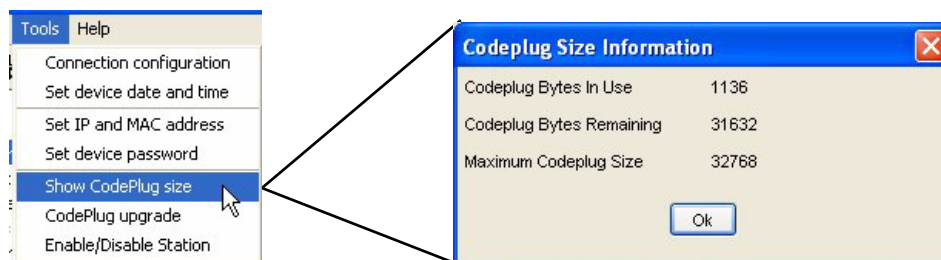 Tools Help
Connection configuration
Set device date and time
Set IP and MAC address
Set device password
Show CodePlug size
CodePlug upgrade
Enable/Disable Station
Codeplug Size Information
Codeplug Bytes In Use 1136
Codeplug Bytes Remaining 31632
Maximum Codeplug Size 32768
Ok